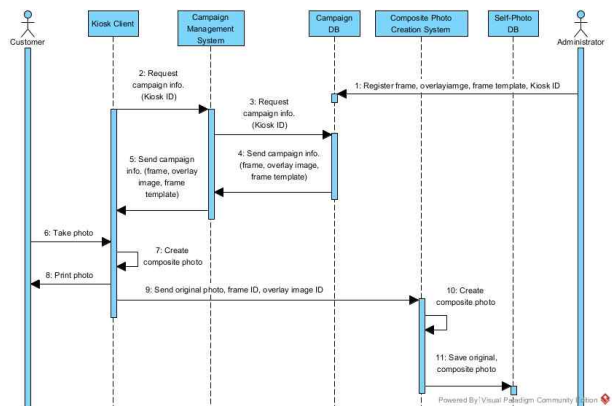 Customer
Kiosk Client
Campaign
Management
System
Campaign
DB
Composite Photo
Creation System
Self-Photo
DB
Administrator
1: Register frame, overlayiamge, frame template, Kiosk ID
2: Request
campaign info.
(Kiosk ID)
3: Request
campaign info.
(Kiosk ID)
4: Send campaign info.
(frame, overlay image,
frame template)
5: Send campaign
info. (frame, overlay
image, frame
template)
6: Take photo
7: Create
composite photo
8: Print photo
9: Send original photo, frame ID, overlay image ID
10: Create
composite photo
11: Save original,
composite photo
Powered By Visual Paradigm Community Edition